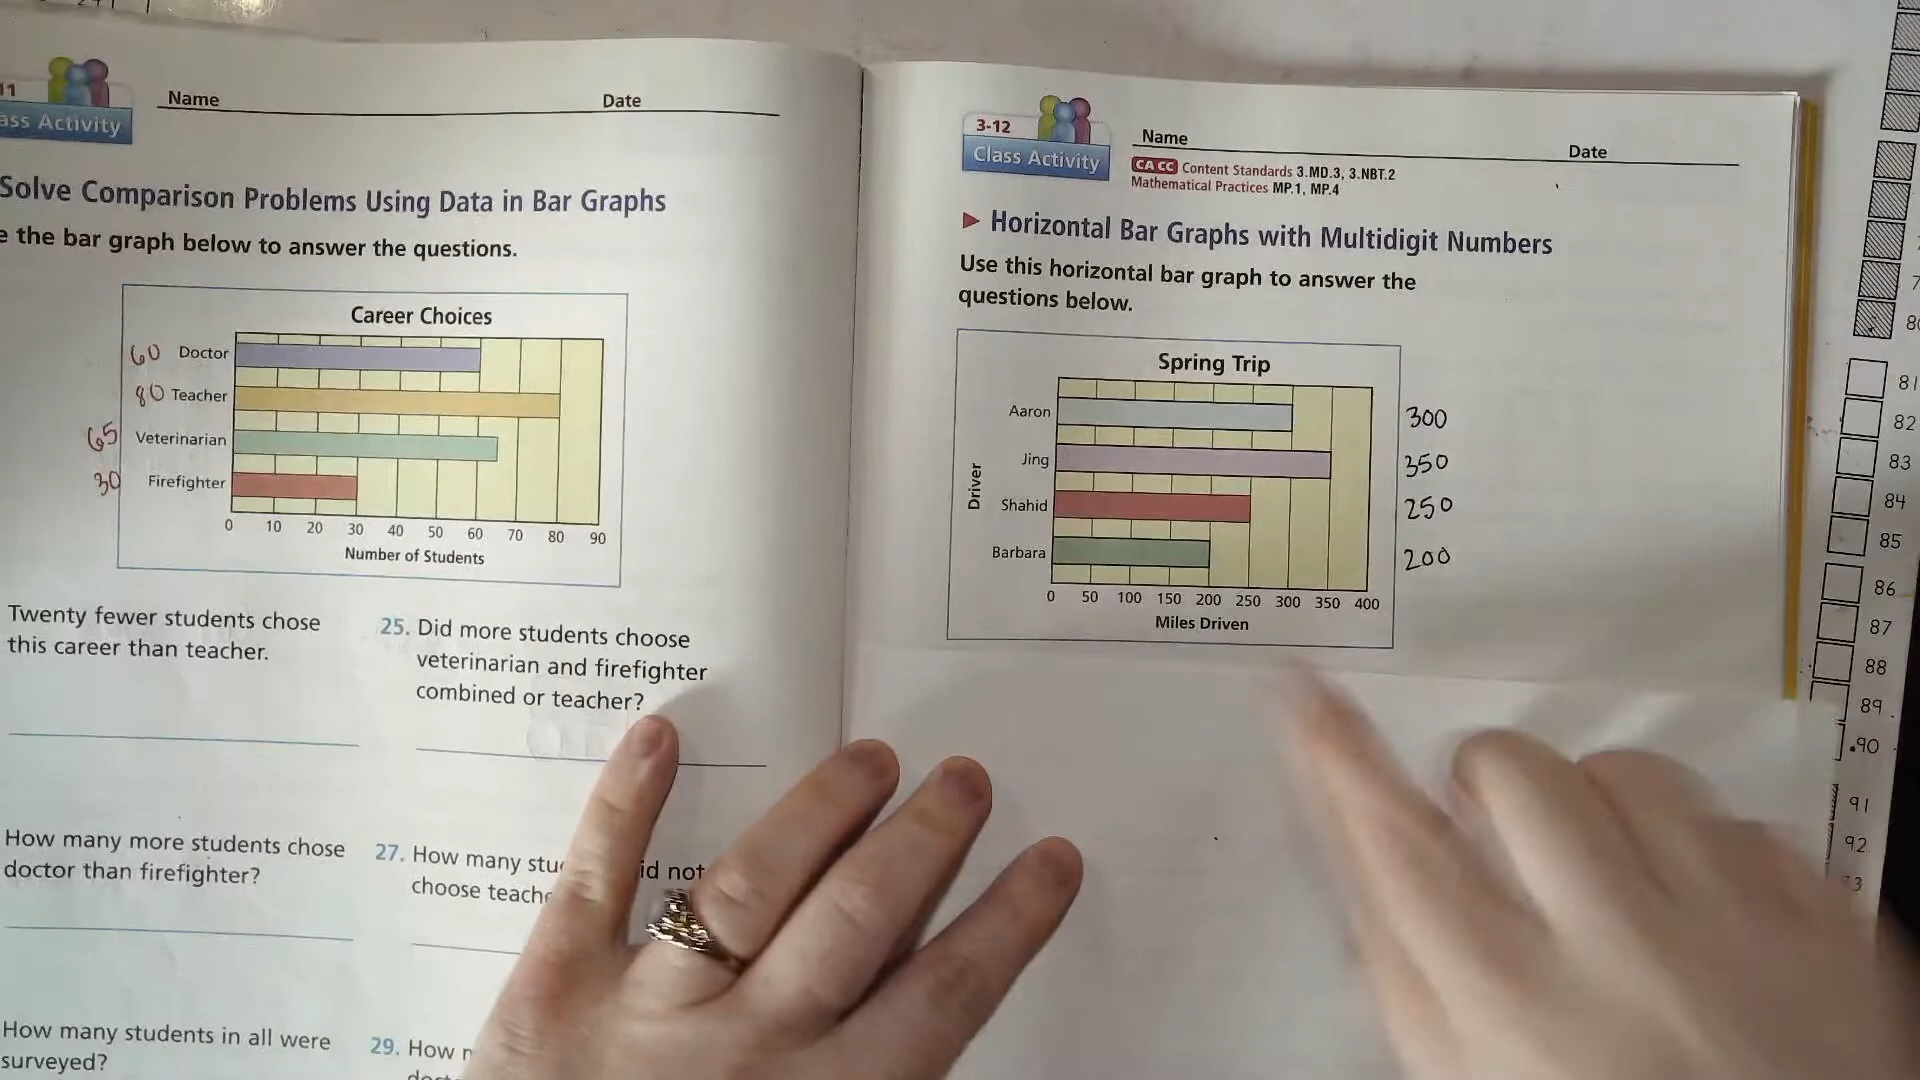 11
ass Activity
Name
Date
Solve Comparison Problems Using Data in Bar Graphs
e the bar graph below to answer the questions.
Career Choices
60 Doctor
80 Teacher
65 Veterinarian
30 Firefighter
0 10 20 30 40 50 60 70 80 90
Number of Students
Twenty fewer students chose
this career than teacher.
25. Did more students choose
veterinarian and firefighter
combined or teacher?
How many more students chose
doctor than firefighter?
27. How many stu id not
choose teach
How many students in all were
surveyed?
29. How
3-12
Class Activity
Name
Date
CA CC Content Standards 3.MD.3, 3.NBT.2
Mathematical Practices MP.1, MP.4
Horizontal Bar Graphs with Multidigit Numbers
Use this horizontal bar graph to answer the
questions below.
Spring Trip
Driver
Aaron 300
Jing 350
Shahid 250
Barbara 200
0 50 100 150 200 250 300 350 400
Miles Driven
81
82
83
84
85
86
87
88
89
90
91
92